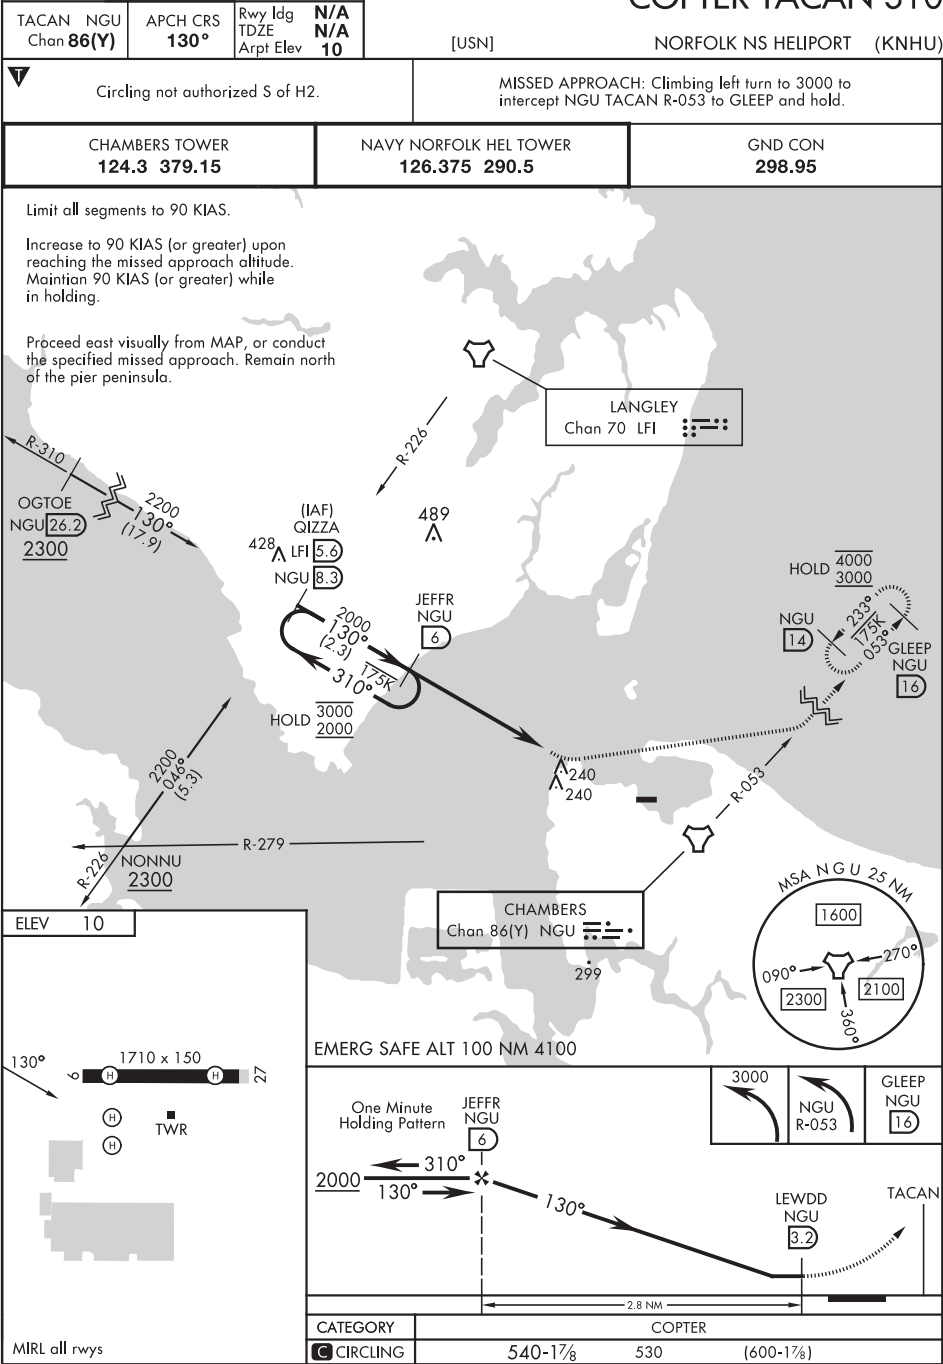 COPTER TACAN 310
TACAN NGU
Chan 86(Y)
APCH CRS
130°
Rwy ldg N/A
TDZE N/A
Arpt Elev 10
[USN]
NORFOLK NS HELIPORT (KNHU)
T
Circling not authorized S of H2.
MISSED APPROACH: Climbing left turn to 3000 to
intercept NGU TACAN R-053 to GLEEP and hold.
CHAMBERS TOWER
124.3 379.15
NAVY NORFOLK HEL TOWER
126.375 290.5
GND CON
298.95
Limit all segments to 90 KIAS.
Increase to 90 KIAS (or greater) upon
reaching the missed approach altitude.
Maintian 90 KIAS (or greater) while
in holding.
Proceed east visually from MAP, or conduct
the specified missed approach. Remain north
of the pier peninsula.
LANGLEY
Chan 70 LFI
R-226
R-310
OGTOE
NGU 26.2
2300
2200
130°
(17.9)
(IAF)
QIZZA
LFI 5.6
NGU 8.3
428
489
JEFFR
NGU
6
2000
130°
(2.3)
175K
310°
HOLD 3000
2000
HOLD 4000
3000
NGU
14
233°
175K
053°
GLEEP
NGU
16
240
240
R-053
2200
046°
(5.3)
R-279
R-226
NONNU
2300
CHAMBERS
Chan 86(Y) NGU
299
MSA NGU 25 NM
1600
090°
270°
2300
2100
360°
EMERG SAFE ALT 100 NM 4100
ELEV 10
130°
1710 x 150
9
H
H
27
H
TWR
H
MIRL all rwys
One Minute
Holding Pattern
JEFFR
NGU
6
3000
NGU
R-053
GLEEP
NGU
16
2000
310°
130°
130°
LEWDD
NGU
3.2
TACAN
2.8 NM
CATEGORY
COPTER
C CIRCLING
540-1⅞ 530 (600-1⅞)